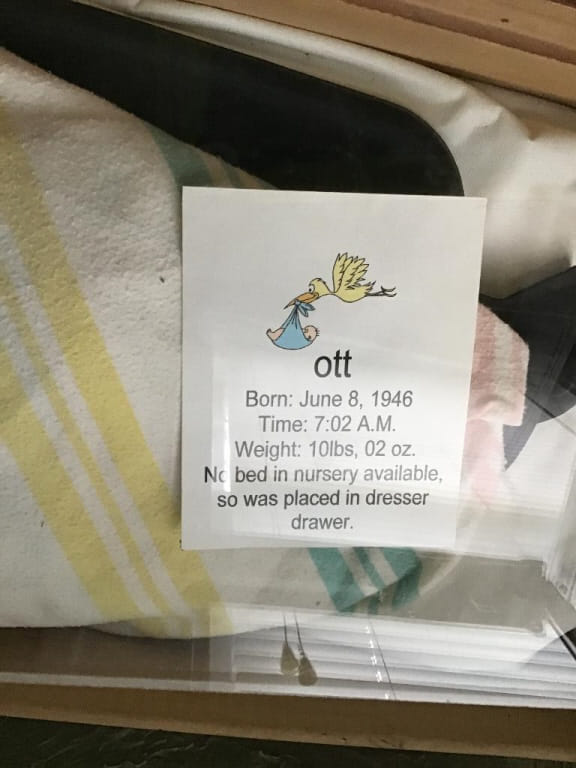 ott
Born: June 8, 1946
Time: 7:02 A.M.
Weight: 10lbs, 02 oz.
No bed in nursery available,
so was placed in dresser
drawer.